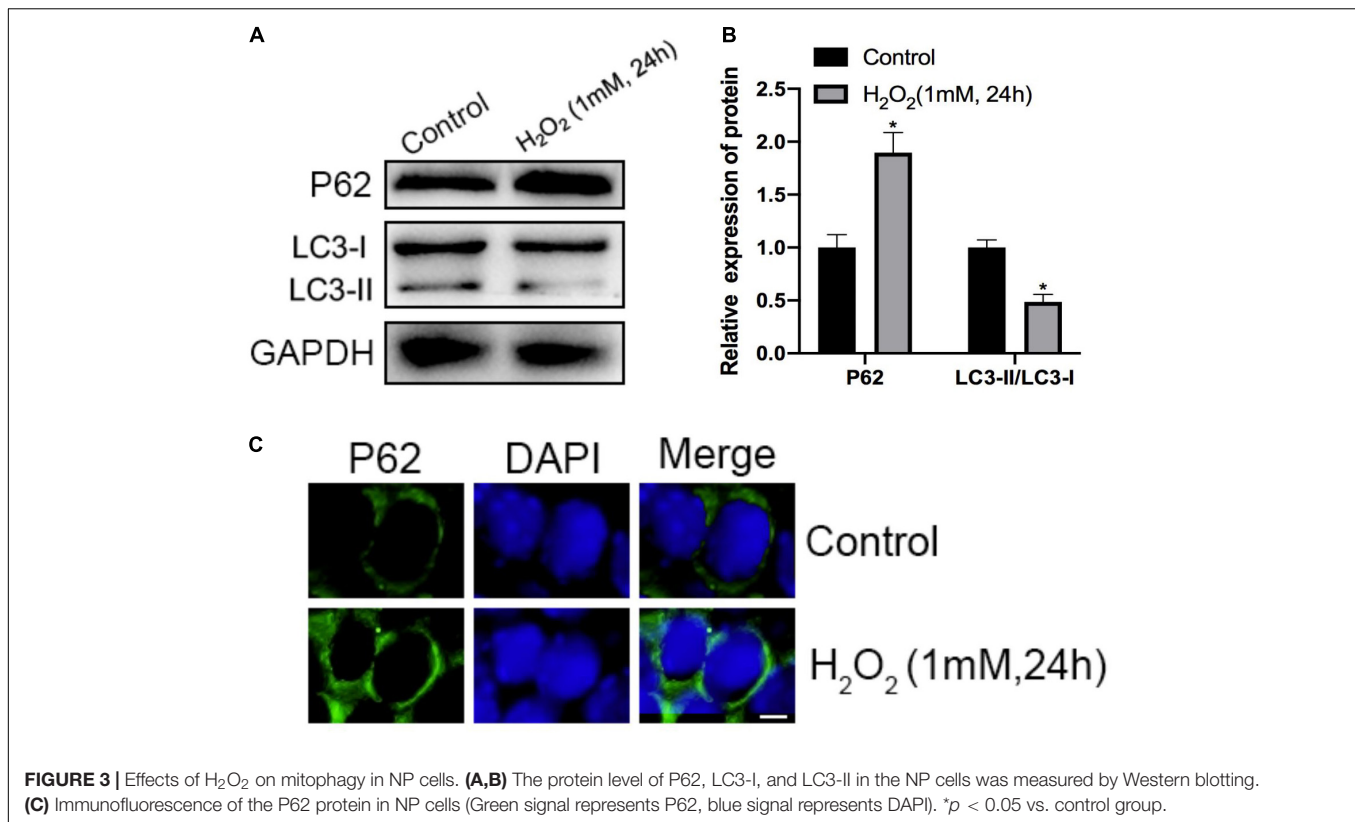 A
Control
H₂O₂ (1mM, 24h)
P62
LC3-I
LC3-II
GAPDH
B
Control
H₂O₂(1mM, 24h)
Relative expression of protein
2.5
2.0
1.5
1.0
0.5
0.0
*
*
P62
LC3-II/LC3-I
C
P62 DAPI Merge
Control
H₂O₂ (1mM,24h)
FIGURE 3 | Effects of H₂O₂ on mitophagy in NP cells. (A,B) The protein level of P62, LC3-I, and LC3-II in the NP cells was measured by Western blotting.
(C) Immunofluorescence of the P62 protein in NP cells (Green signal represents P62, blue signal represents DAPI). *p < 0.05 vs. control group.